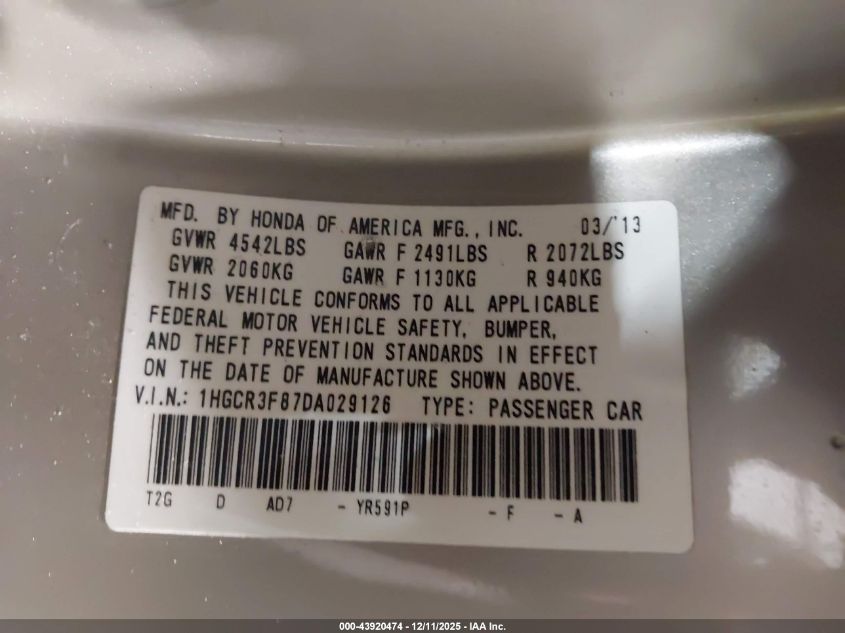 MFD. BY HONDA OF AMERICA MFG., INC. 03/'13
GVWR 4542LBS GAWR F 2491LBS R 2072LBS
GVWR 2060KG GAWR F 1130KG R 940KG
THIS VEHICLE CONFORMS TO ALL APPLICABLE
FEDERAL MOTOR VEHICLE SAFETY, BUMPER,
AND THEFT PREVENTION STANDARDS IN EFFECT
ON THE DATE OF MANUFACTURE SHOWN ABOVE.
V.I.N.: 1HGCR3F87DA029126 TYPE: PASSENGER CAR
T2G D AD7 - YR591P - F - A
000-43920474 - 12/11/2025 - IAA Inc.